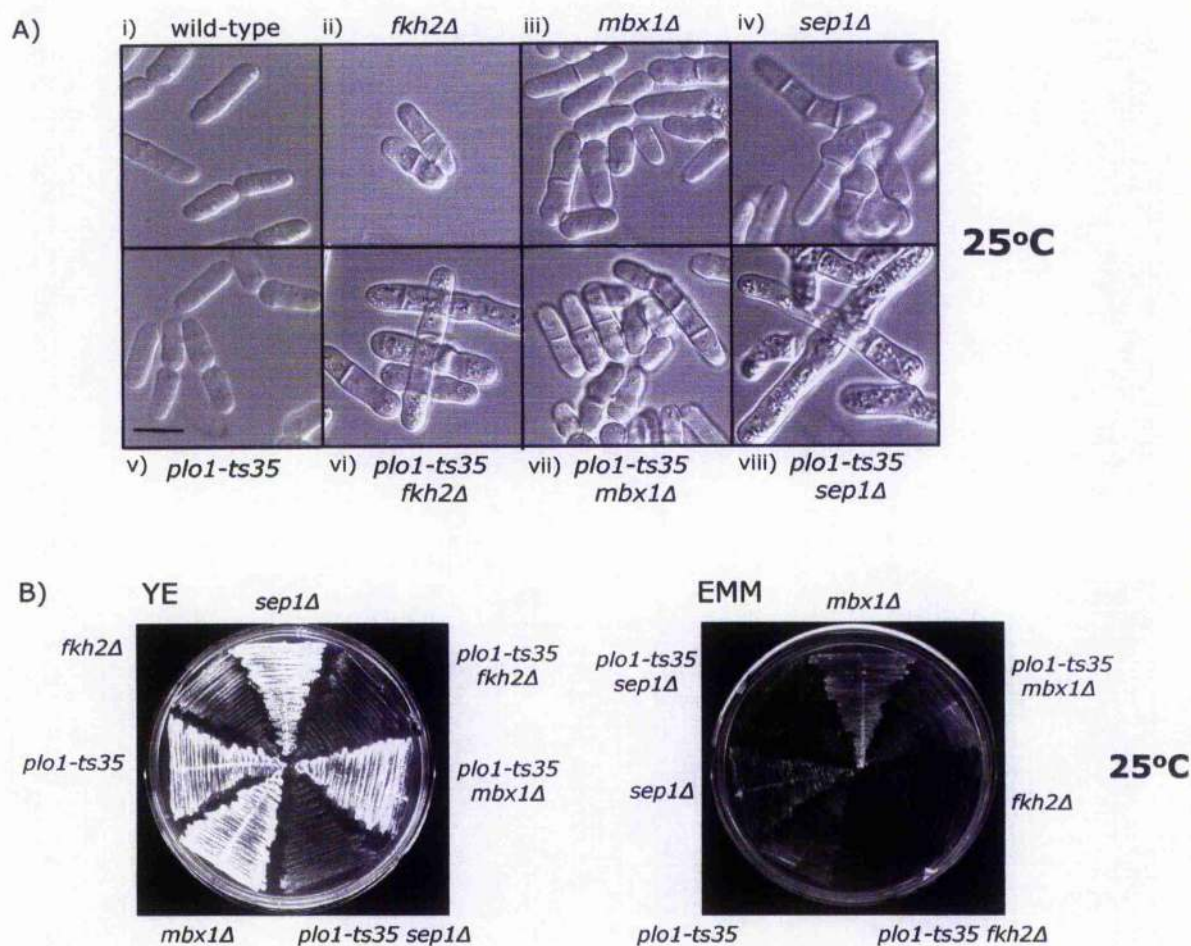 A)
i) wild-type ii) fkh2Δ iii) mbx1Δ iv) sep1Δ
25°C
v) plo1-ts35 vi) plo1-ts35 vii) plo1-ts35 viii) plo1-ts35
fkh2Δ mbx1Δ sep1Δ
B) YE
sep1Δ
fkh2Δ
plo1-ts35
fkh2Δ
plo1-ts35
plo1-ts35
mbx1Δ
mbx1Δ plo1-ts35 sep1Δ
EMM
mbx1Δ
plo1-ts35
sep1Δ
plo1-ts35
mbx1Δ
sep1Δ
fkh2Δ
plo1-ts35 plo1-ts35 fkh2Δ
25°C